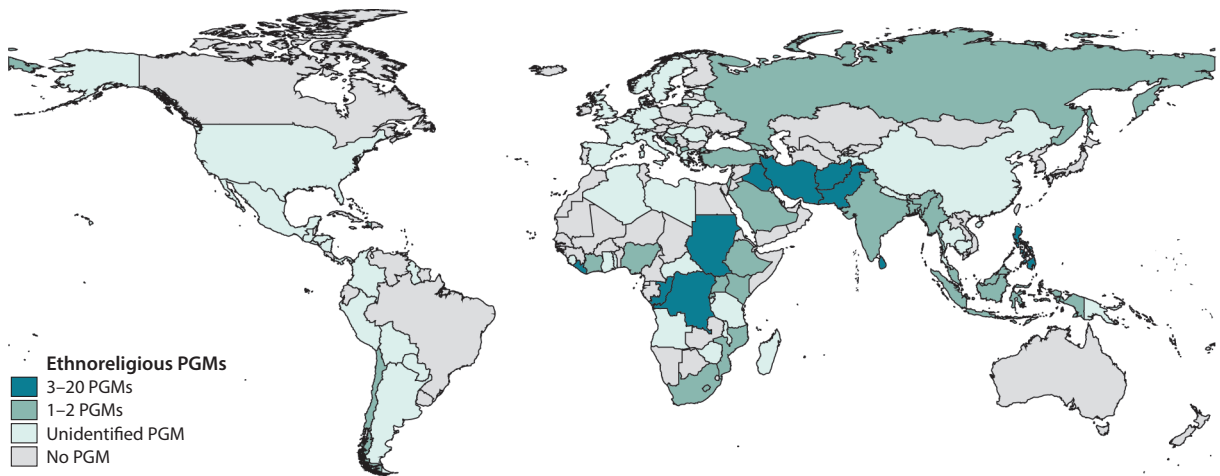 Ethnoreligious PGMs
3–20 PGMs
1–2 PGMs
Unidentified PGM
No PGM